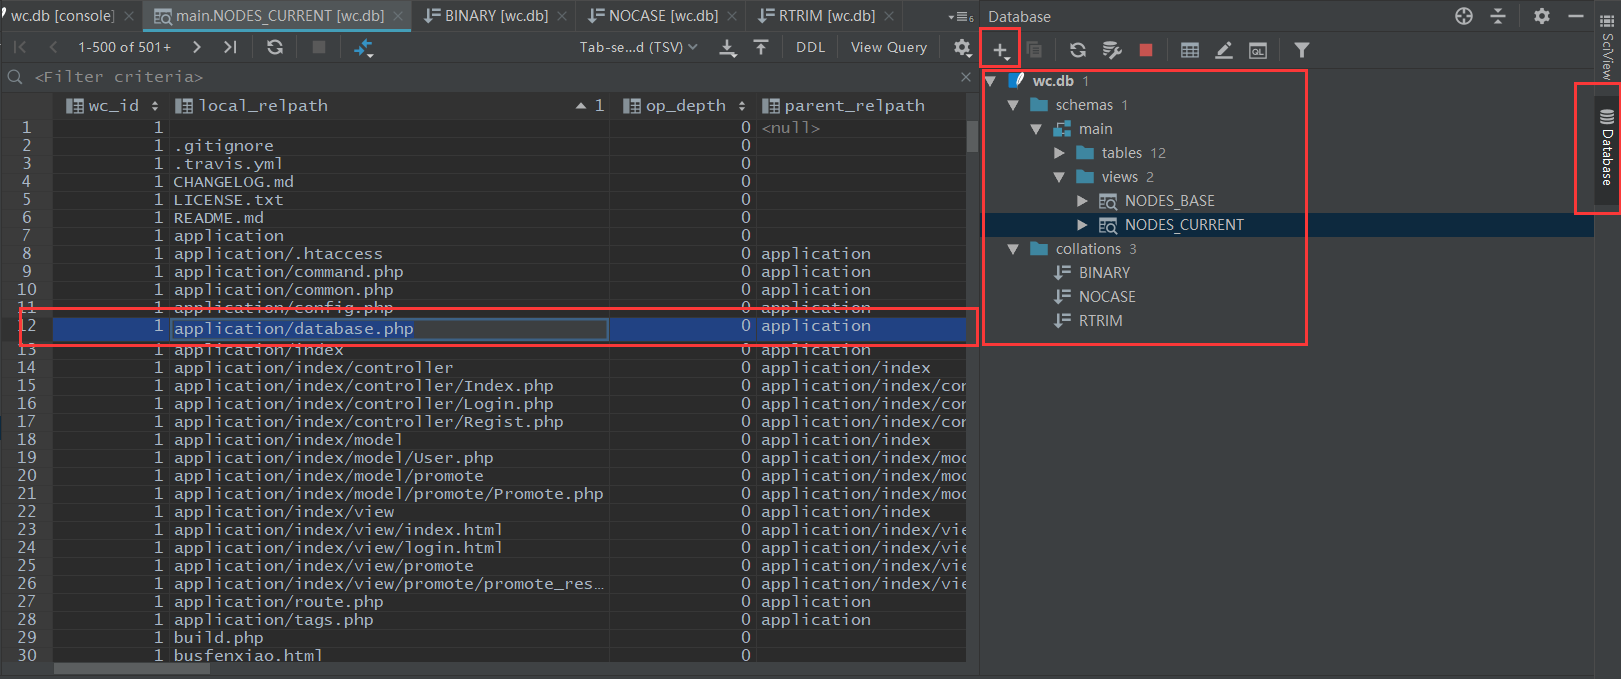 wc.db [console] main.NODES_CURRENT [wc.db] BINARY [wc.db] NOCASE [wc.db] RTRIM [wc.db] 6 Database
1-500 of 501+ Tab-se...d (TSV) DDL View Query
<Filter criteria>
wc_id local_relpath 1 op_depth parent_relpath
1 1 0 <null>
2 1 .gitignore 0
3 1 .travis.yml 0
4 1 CHANGELOG.md 0
5 1 LICENSE.txt 0
6 1 README.md 0
7 1 application 0
8 1 application/.htaccess 0 application
9 1 application/command.php 0 application
10 1 application/common.php 0 application
11 1 application/config.php 0 application
12 1 application/database.php 0 application
13 1 application/index 0 application
14 1 application/index/controller 0 application/index
15 1 application/index/controller/Index.php 0 application/index/cor
16 1 application/index/controller/Login.php 0 application/index/cor
17 1 application/index/controller/Regist.php 0 application/index/cor
18 1 application/index/model 0 application/index
19 1 application/index/model/User.php 0 application/index/moc
20 1 application/index/model/promote 0 application/index/moc
21 1 application/index/model/promote/Promote.php 0 application/index/moc
22 1 application/index/view 0 application/index
23 1 application/index/view/index.html 0 application/index/vie
24 1 application/index/view/login.html 0 application/index/vie
25 1 application/index/view/promote 0 application/index/vie
26 1 application/index/view/promote/promote_res... 0 application/index/vie
27 1 application/route.php 0 application
28 1 application/tags.php 0 application
29 1 build.php 0
30 1 busfenxiao.html 0
QL
wc.db 1
schemas 1
main
tables 12
views 2
NODES_BASE
NODES_CURRENT
collations 3
BINARY
NOCASE
RTRIM
SciView
Database